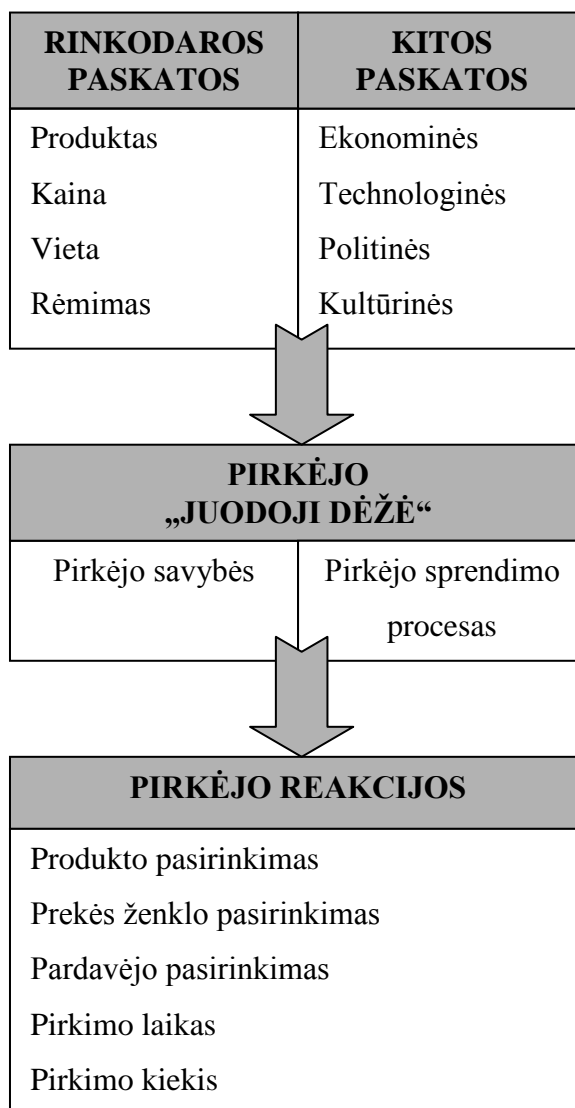 RINKODAROS
PASKATOS
KITOS
PASKATOS
Produktas
Kaina
Vieta
Rėmimas
Ekonominės
Technologinės
Politinės
Kultūrinės
PIRKĖJO
„JUODOJI DĖŽĖ“
Pirkėjo savybės
Pirkėjo sprendimo
procesas
PIRKĖJO REAKCIJOS
Produkto pasirinkimas
Prekės ženklo pasirinkimas
Pardavėjo pasirinkimas
Pirkimo laikas
Pirkimo kiekis